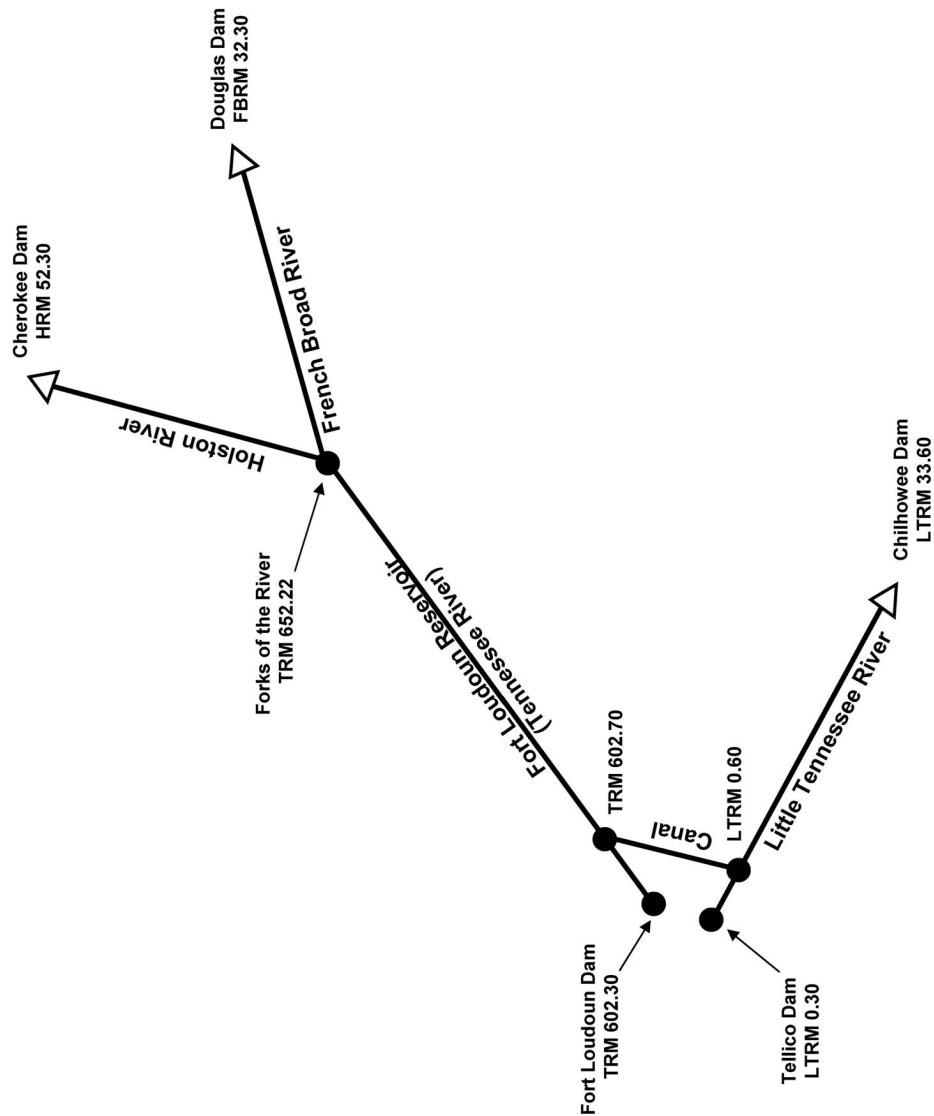 Cherokee Dam
HRM 52.30
Douglas Dam
FBRM 32.30
Holston River
French Broad River
Forks of the River
TRM 652.22
Fort Loudoun Reservoir
(Tennessee River)
TRM 602.70
Canal
LTRM 0.60
Little Tennessee River
Chilhowee Dam
LTRM 33.60
Fort Loudoun Dam
TRM 602.30
Tellico Dam
LTRM 0.30